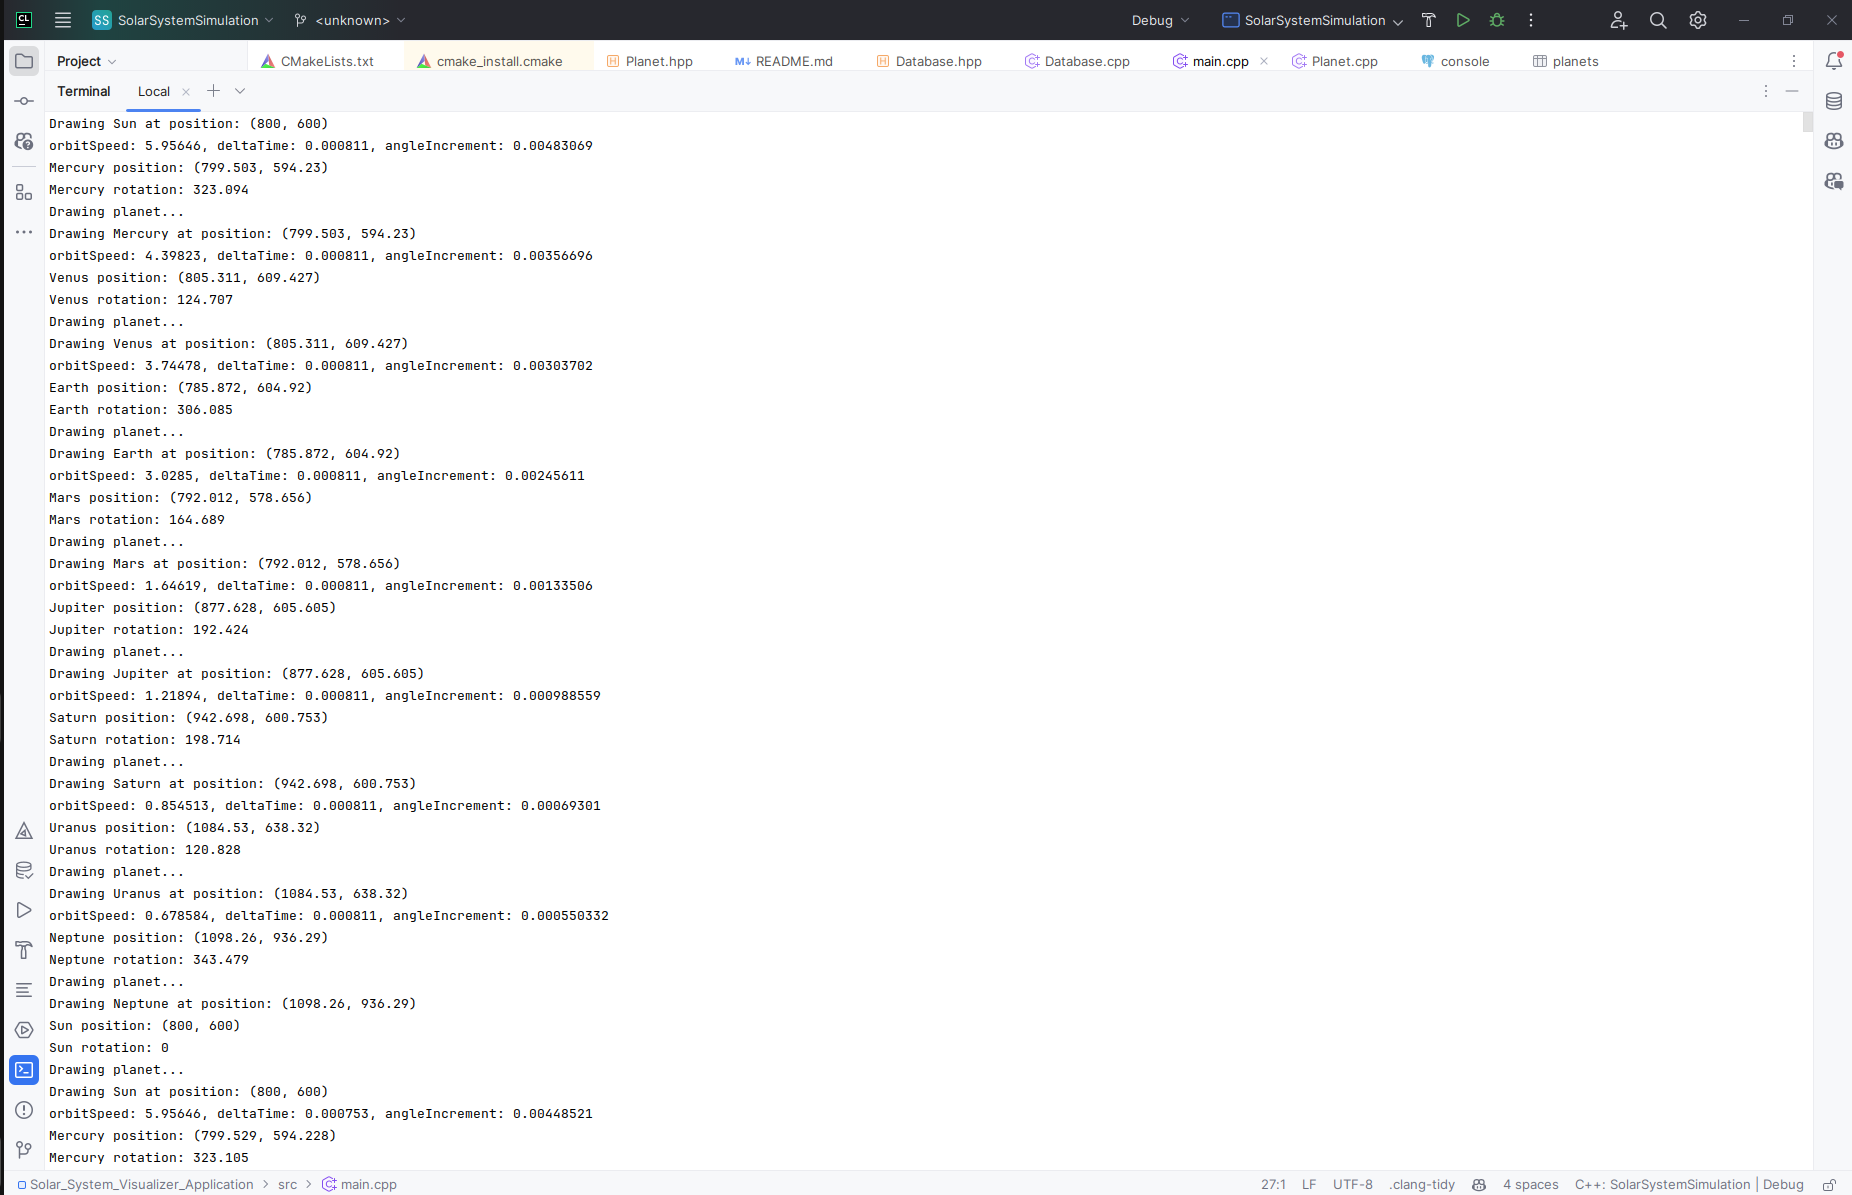 CL SS SolarSystemSimulation <unknown> Debug SolarSystemSimulation
Project CMakeLists.txt cmake_install.cmake Planet.hpp README.md Database.hpp Database.cpp main.cpp Planet.cpp console planets
Terminal Local
Drawing Sun at position: (800, 600)
orbitSpeed: 5.95646, deltaTime: 0.000811, angleIncrement: 0.00483069
Mercury position: (799.503, 594.23)
Mercury rotation: 323.094
Drawing planet...
Drawing Mercury at position: (799.503, 594.23)
orbitSpeed: 4.39823, deltaTime: 0.000811, angleIncrement: 0.00356696
Venus position: (805.311, 609.427)
Venus rotation: 124.707
Drawing planet...
Drawing Venus at position: (805.311, 609.427)
orbitSpeed: 3.74478, deltaTime: 0.000811, angleIncrement: 0.00303702
Earth position: (785.872, 604.92)
Earth rotation: 306.085
Drawing planet...
Drawing Earth at position: (785.872, 604.92)
orbitSpeed: 3.0285, deltaTime: 0.000811, angleIncrement: 0.00245611
Mars position: (792.012, 578.656)
Mars rotation: 164.689
Drawing planet...
Drawing Mars at position: (792.012, 578.656)
orbitSpeed: 1.64619, deltaTime: 0.000811, angleIncrement: 0.00133506
Jupiter position: (877.628, 605.605)
Jupiter rotation: 192.424
Drawing planet...
Drawing Jupiter at position: (877.628, 605.605)
orbitSpeed: 1.21894, deltaTime: 0.000811, angleIncrement: 0.000988559
Saturn position: (942.698, 600.753)
Saturn rotation: 198.714
Drawing planet...
Drawing Saturn at position: (942.698, 600.753)
orbitSpeed: 0.854513, deltaTime: 0.000811, angleIncrement: 0.00069301
Uranus position: (1084.53, 638.32)
Uranus rotation: 120.828
Drawing planet...
Drawing Uranus at position: (1084.53, 638.32)
orbitSpeed: 0.678584, deltaTime: 0.000811, angleIncrement: 0.000550332
Neptune position: (1098.26, 936.29)
Neptune rotation: 343.479
Drawing planet...
Drawing Neptune at position: (1098.26, 936.29)
Sun position: (800, 600)
Sun rotation: 0
Drawing planet...
Drawing Sun at position: (800, 600)
orbitSpeed: 5.95646, deltaTime: 0.000753, angleIncrement: 0.00448521
Mercury position: (799.529, 594.228)
Mercury rotation: 323.105
Solar_System_Visualizer_Application > src > main.cpp 27:1 LF UTF-8 .clang-tidy 4 spaces C++: SolarSystemSimulation | Debug